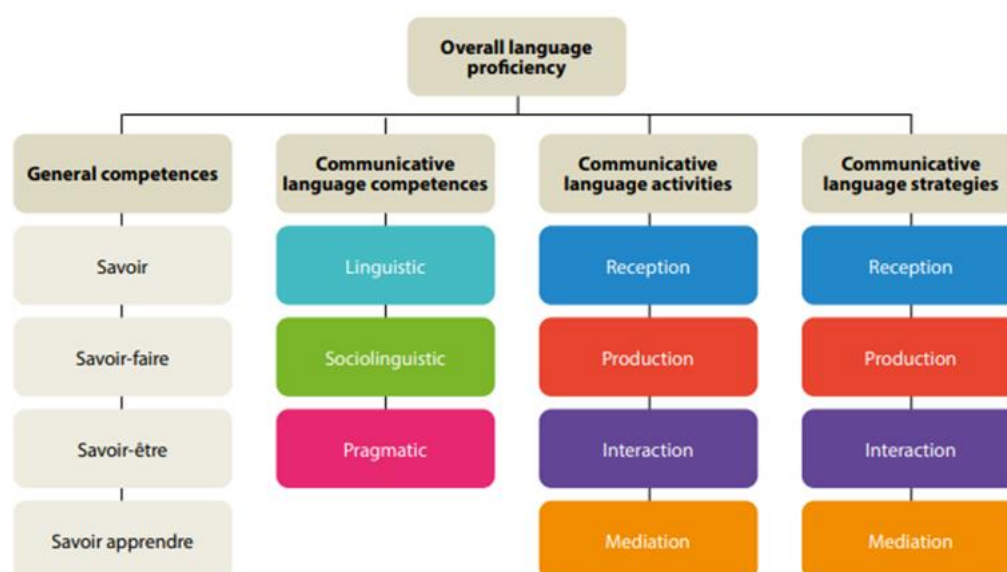 Overall language
proficiency
General competences
Communicative
language competences
Communicative
language activities
Communicative
language strategies
Savoir
Linguistic
Reception
Reception
Savoir-faire
Sociolinguistic
Production
Production
Savoir-être
Pragmatic
Interaction
Interaction
Savoir apprendre
Mediation
Mediation